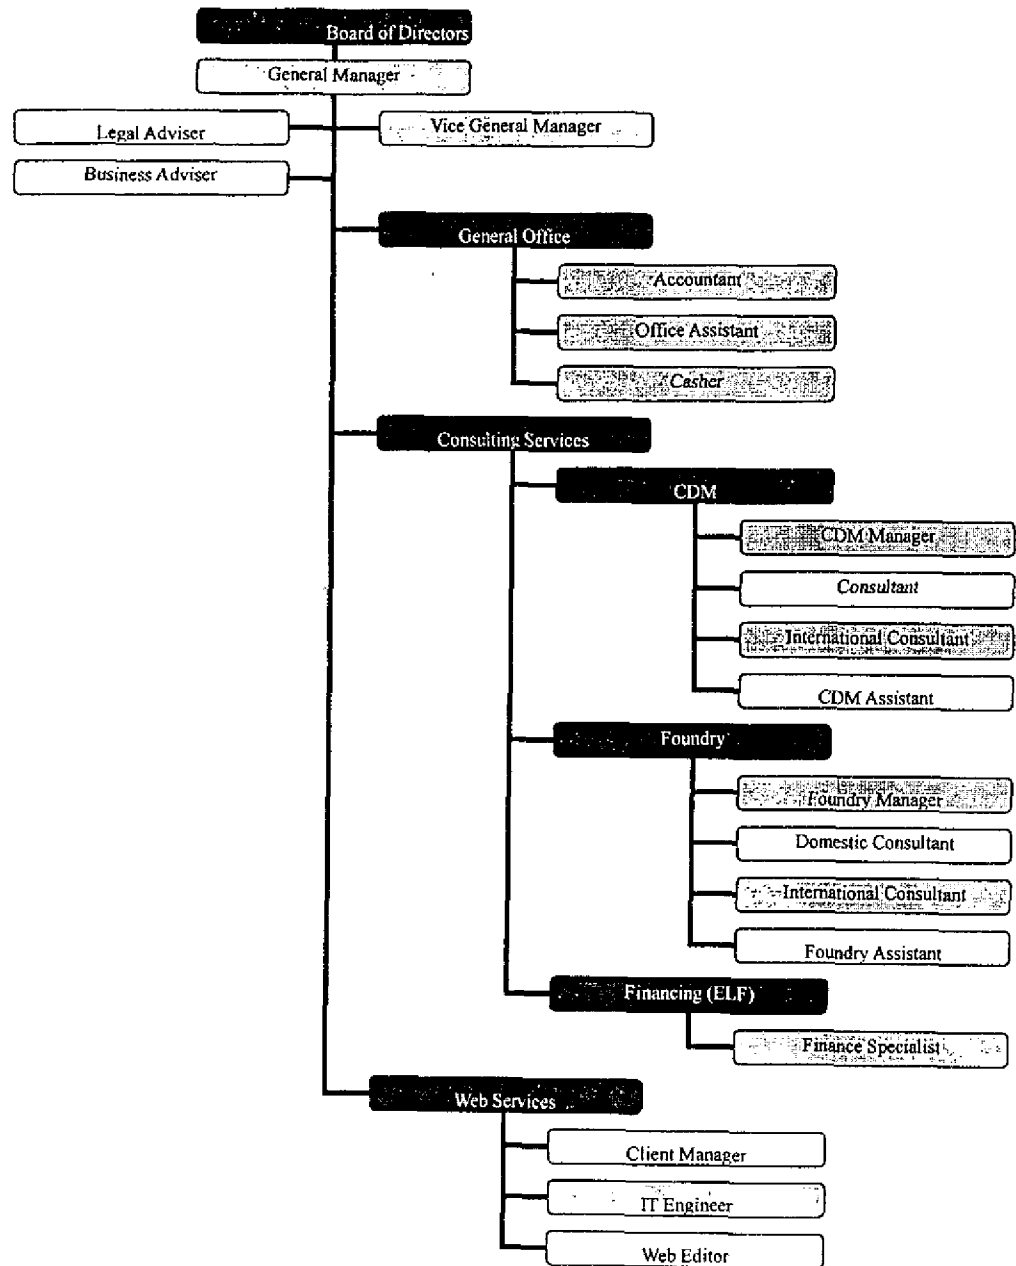 Board of Directors
General Manager
Legal Adviser
Vice General Manager
Business Adviser
General Office
Accountant
Office Assistant
Casher
Consulting Services
CDM
CDM Manager
Consultant
International Consultant
CDM Assistant
Foundry
Foundry Manager
Domestic Consultant
International Consultant
Foundry Assistant
Financing (ELF)
Finance Specialist
Web Services
Client Manager
IT Engineer
Web Editor